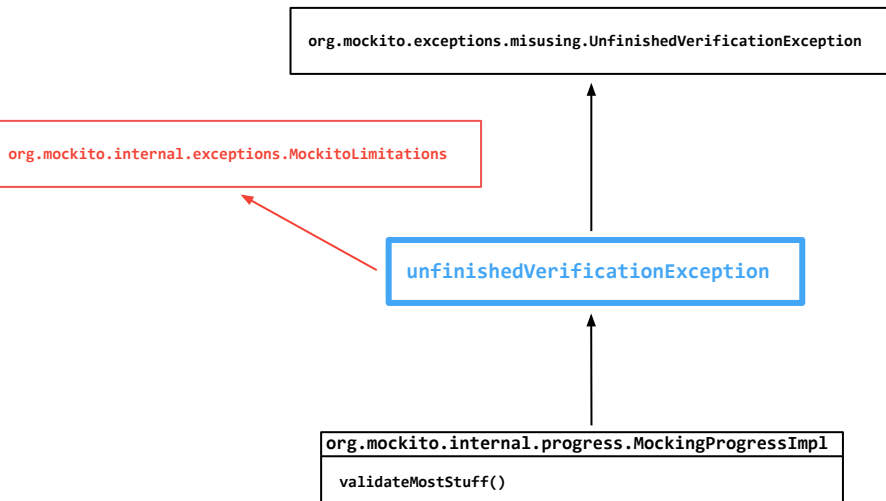 org.mockito.exceptions.misusing.UnfinishedVerificationException
org.mockito.internal.exceptions.MockitoLimitations
unfinishedVerificationException
org.mockito.internal.progress.MockingProgressImpl
validateMostStuff()